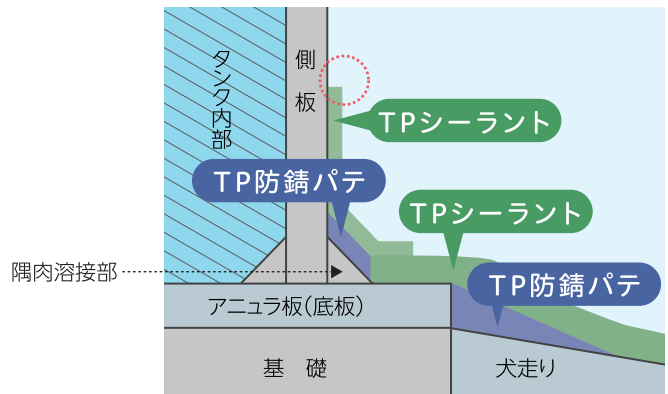 タンク内部
側板
TPシーラント
TP防錆パテ
TPシーラント
隅内溶接部
TP防錆パテ
アニュラ板(底板)
基 礎
犬走り